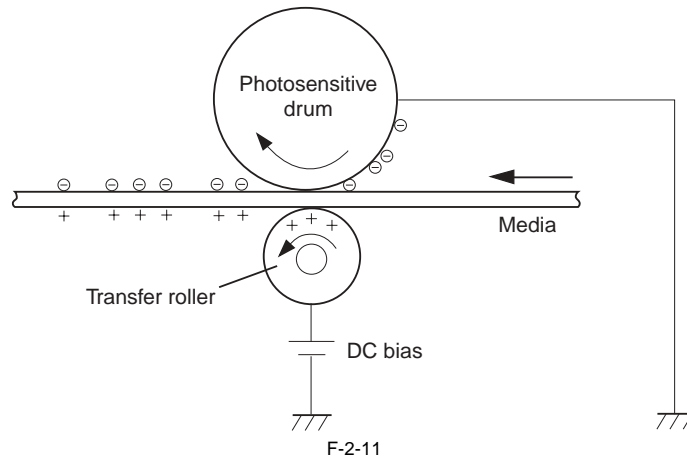 Photosensitive
drum
Media
Transfer roller
DC bias
F-2-11